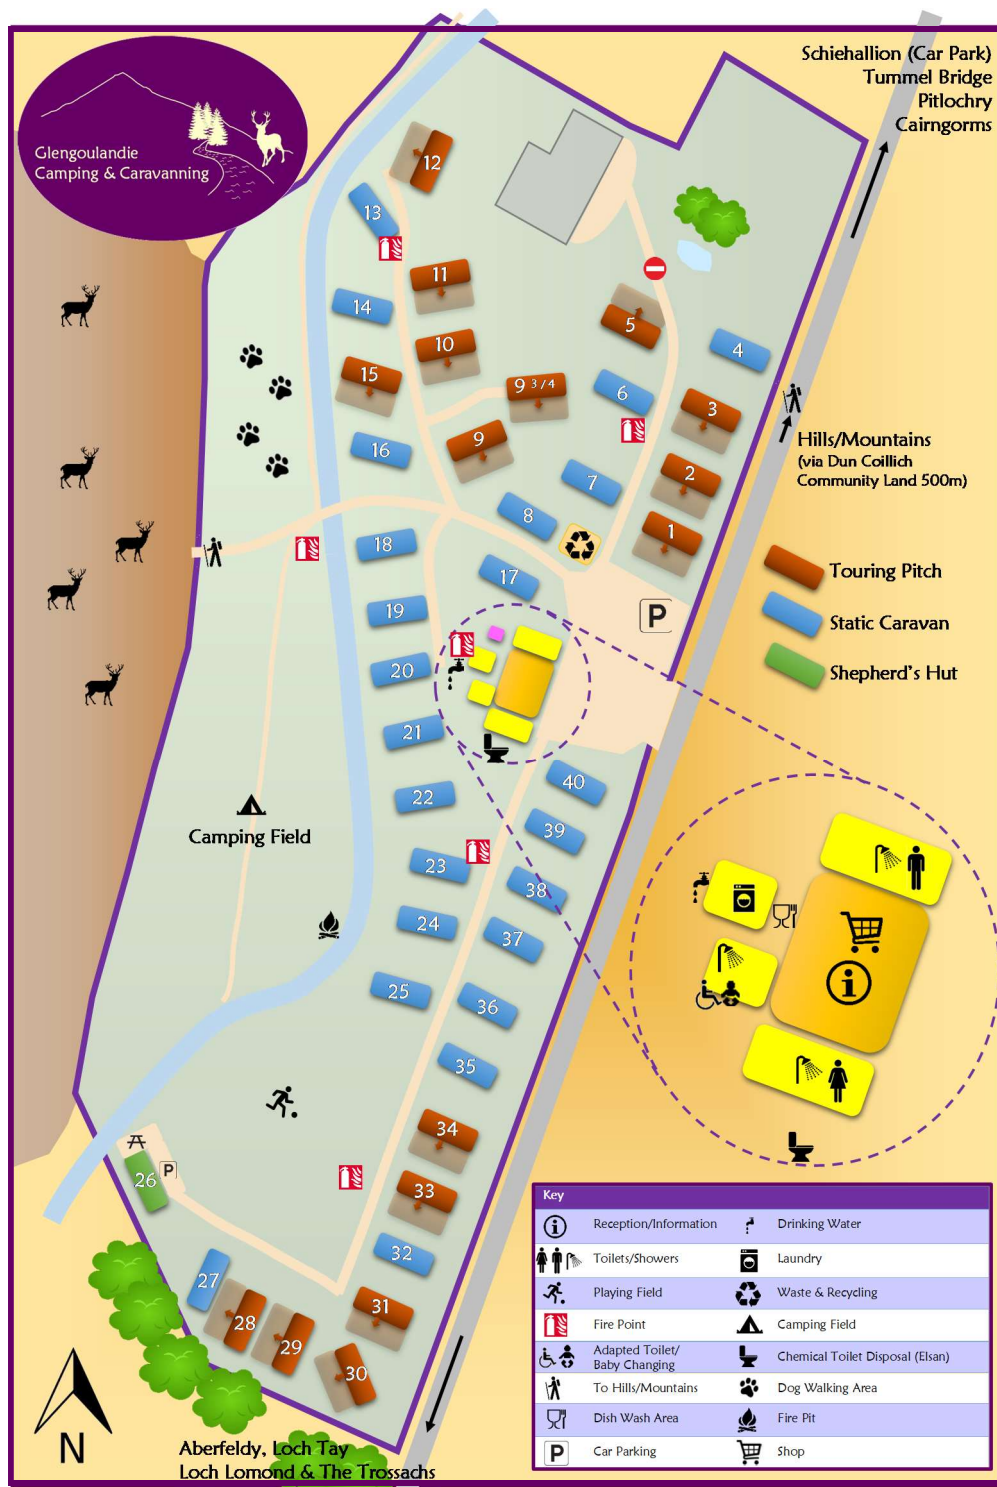 Schiehallion (Car Park)
Tummel Bridge
Pitlochry
Cairngorms
Glengoulandie
Camping & Caravanning
12
13
11
14
10
15
9 3/4
9
16
5
4
6
3
2
7
8
1
Hills/Mountains
(via Dun Coillich
Community Land 500m)
18
17
19
20
21
22
23
24
25
P
Touring Pitch
Static Caravan
Shepherd's Hut
Camping Field
40
39
38
37
36
35
34
33
32
31
30
29
28
27
26
P
i
N
Aberfeldy, Loch Tay
Loch Lomond & The Trossachs
Key
i Reception/Information
Drinking Water
Toilets/Showers
Laundry
Playing Field
Waste & Recycling
Fire Point
Camping Field
Adapted Toilet/
Baby Changing
Chemical Toilet Disposal (Elsan)
To Hills/Mountains
Dog Walking Area
Dish Wash Area
Fire Pit
P Car Parking
Shop